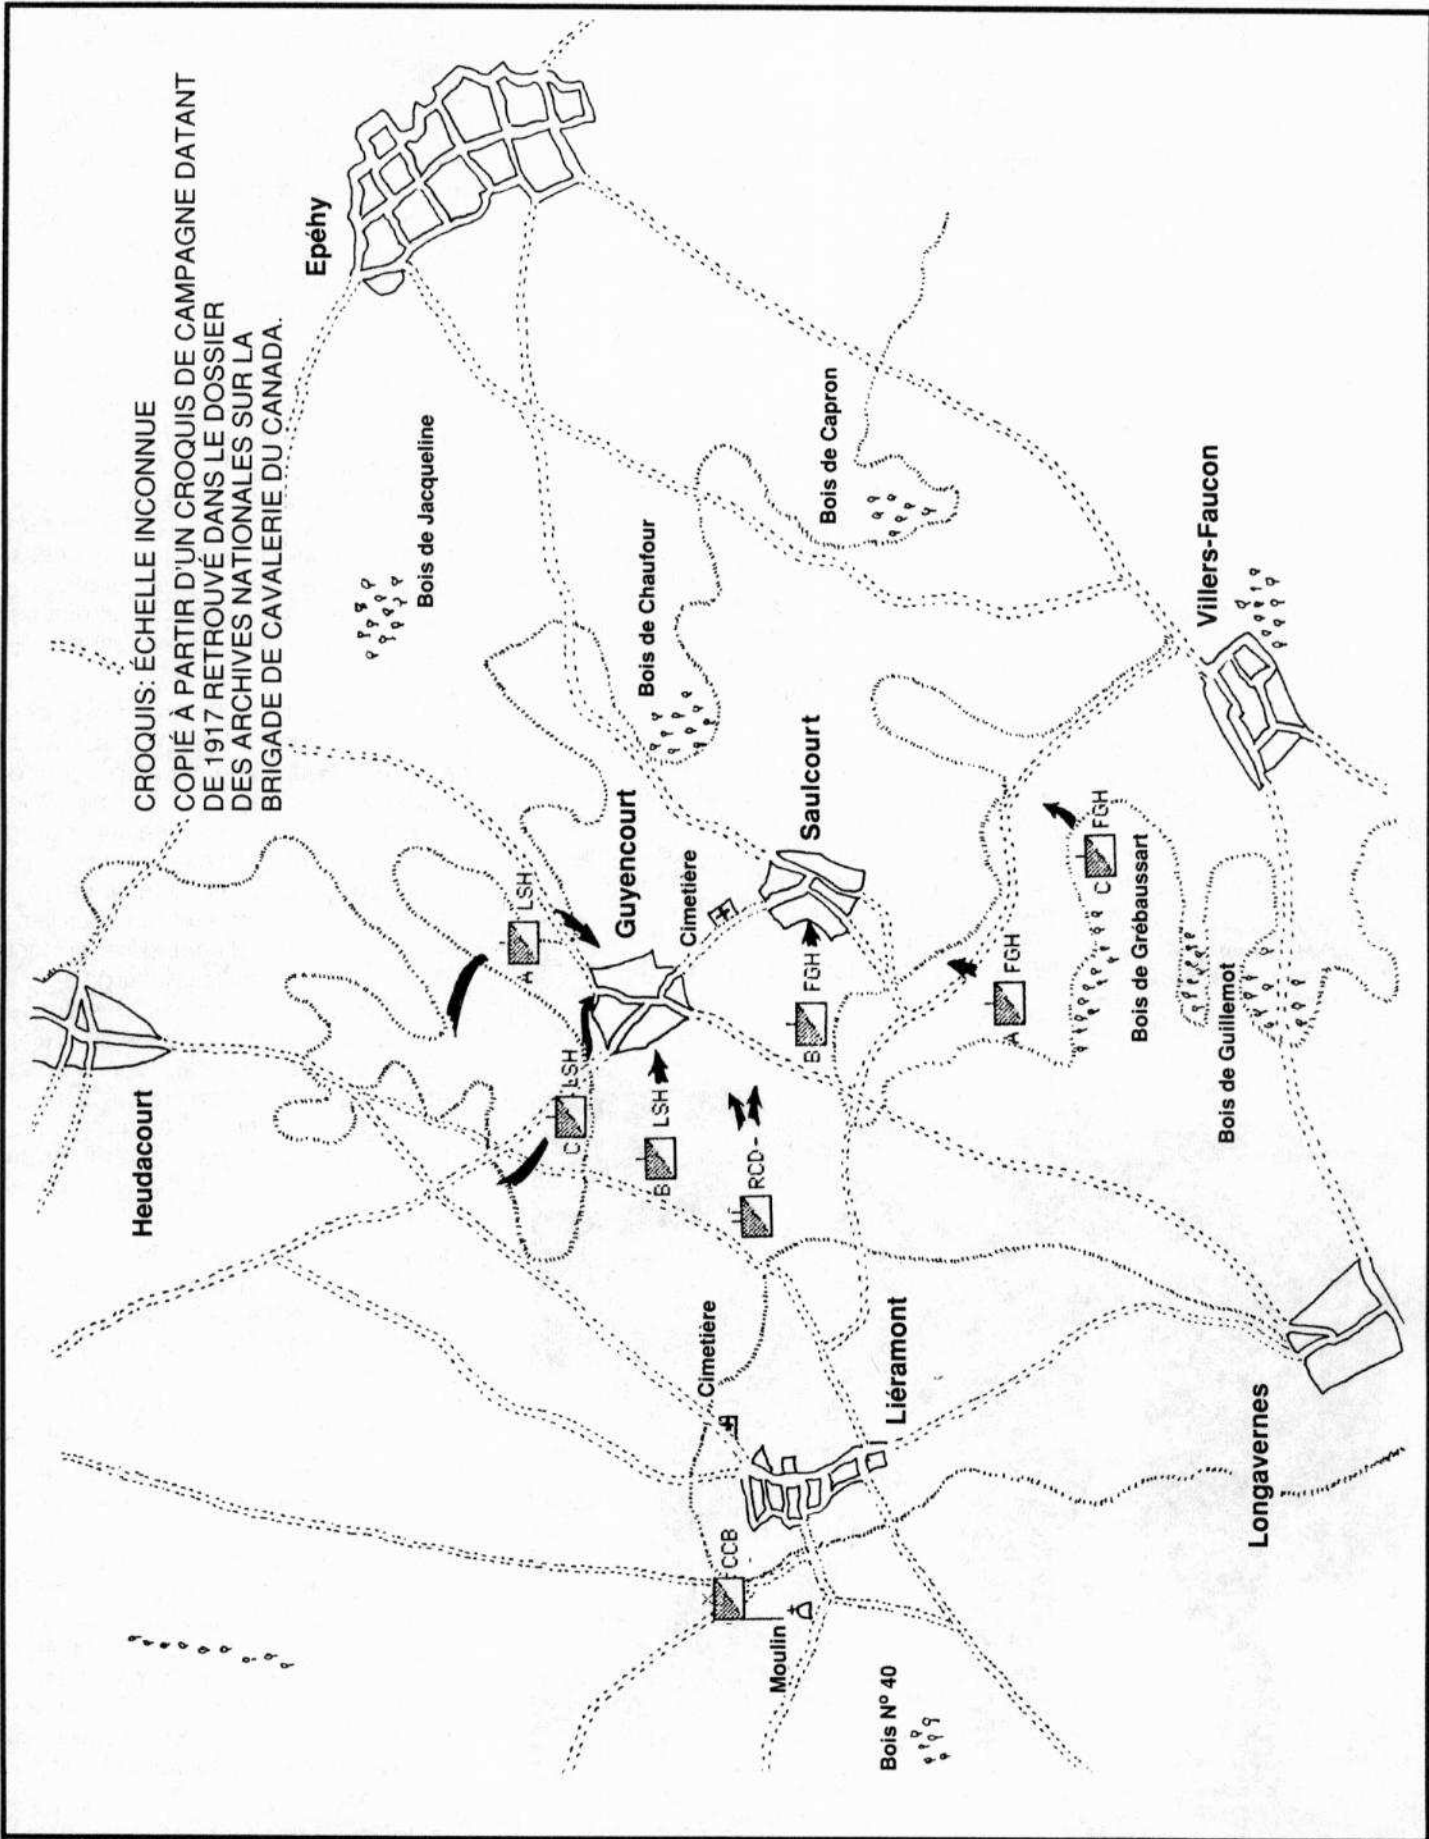 CROQUIS: ÉCHELLE INCONNUE
COPIÉ À PARTIR D'UN CROQUIS DE CAMPAGNE DATANT
DE 1917 RETROUVÉ DANS LE DOSSIER
DES ARCHIVES NATIONALES SUR LA
BRIGADE DE CAVALERIE DU CANADA.
Heudacourt
Epéhy
Bois de Jacqueline
A LSH
C LSH
Guyencourt
Bois de Chaufour
B LSH
Cimetière
Cimetière
RCD
CCB
Moulin
B FGH
Saulcourt
Bois de Capron
Liéramont
Bois Nº 40
A FGH
C FGH
Bois de Grébaussart
Villers-Faucon
Bois de Guillemot
Longavernes